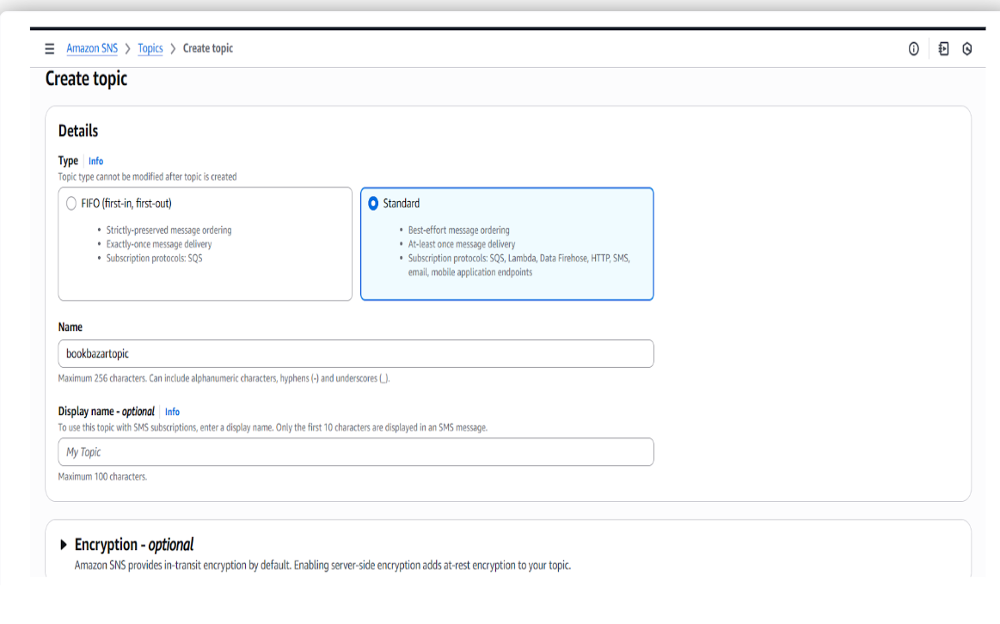 Amazon SNS > Topics > Create topic
Create topic
Details
Type Info
Topic type cannot be modified after topic is created
FIFO (first-in, first-out)
• Strictly-preserved message ordering
• Exactly-once message delivery
• Subscription protocols: SQS
Standard
• Best-effort message ordering
• At-least once message delivery
• Subscription protocols: SQS, Lambda, Data Firehose, HTTP, SMS,
email, mobile application endpoints
Name
bookbazartopic
Maximum 256 characters. Can include alphanumeric characters, hyphens (-) and underscores (_).
Display name - optional Info
To use this topic with SMS subscriptions, enter a display name. Only the first 10 characters are displayed in an SMS message.
My Topic
Maximum 100 characters.
Encryption - optional
Amazon SNS provides in-transit encryption by default. Enabling server-side encryption adds at-rest encryption to your topic.